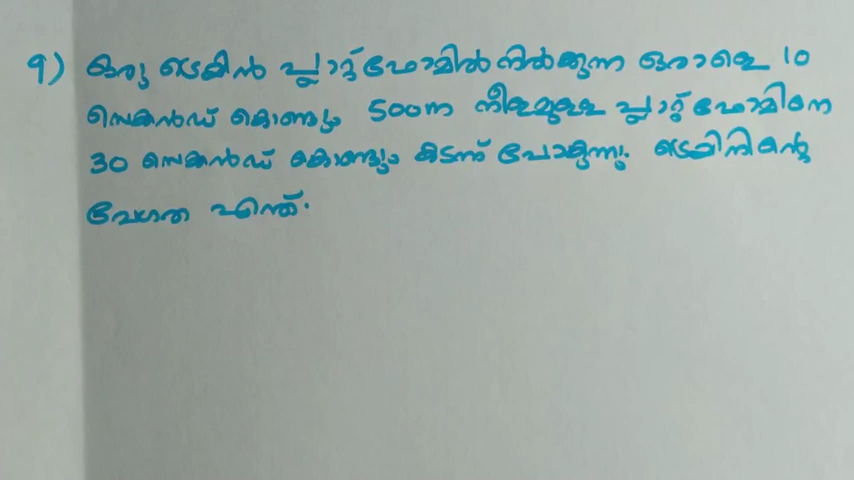 9) ഒരു ട്രെയിൻ പ്ലാറ്റ്ഫോമിൽ നിൽക്കുന്ന ഒരാളെ 10
സെക്കൻഡ് കൊണ്ടും 500m നീളമുള്ള പ്ലാറ്റ്ഫോമിനെ
30 സെക്കൻഡ് കൊണ്ടും കടന്ന് പോകുന്നു. ട്രെയിനിന്റെ
വേഗത എന്ത്.